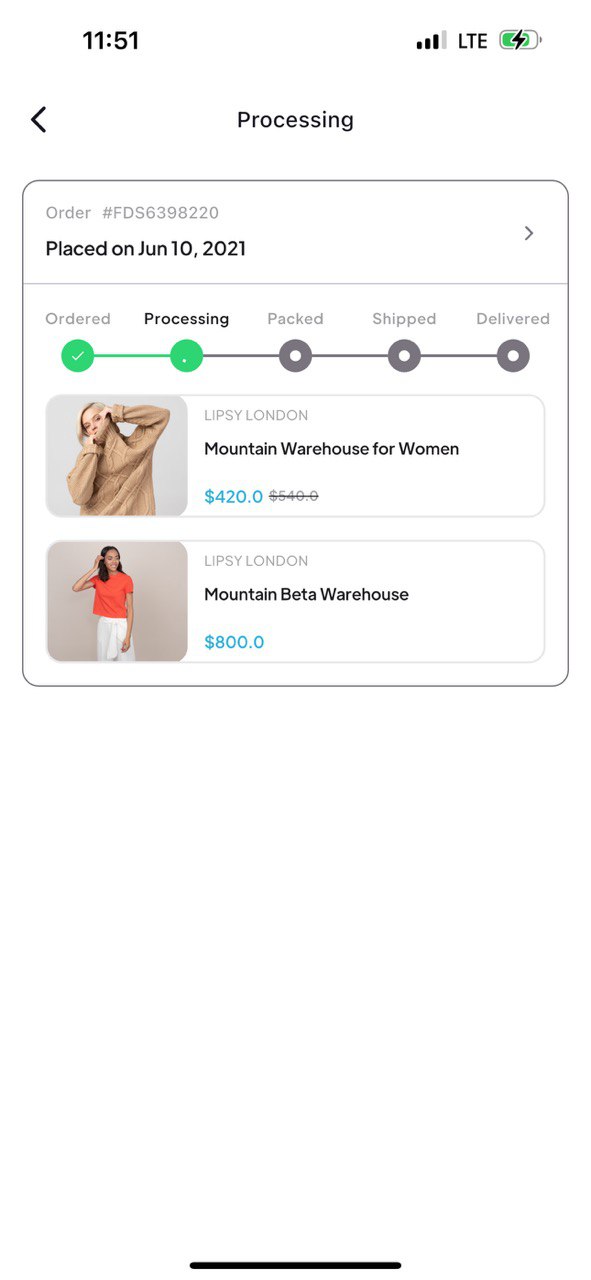 11:51 LTE
Processing
Order #FDS6398220
Placed on Jun 10, 2021
Ordered Processing Packed Shipped Delivered
LIPSY LONDON
Mountain Warehouse for Women
$420.0 $540.0
LIPSY LONDON
Mountain Beta Warehouse
$800.0